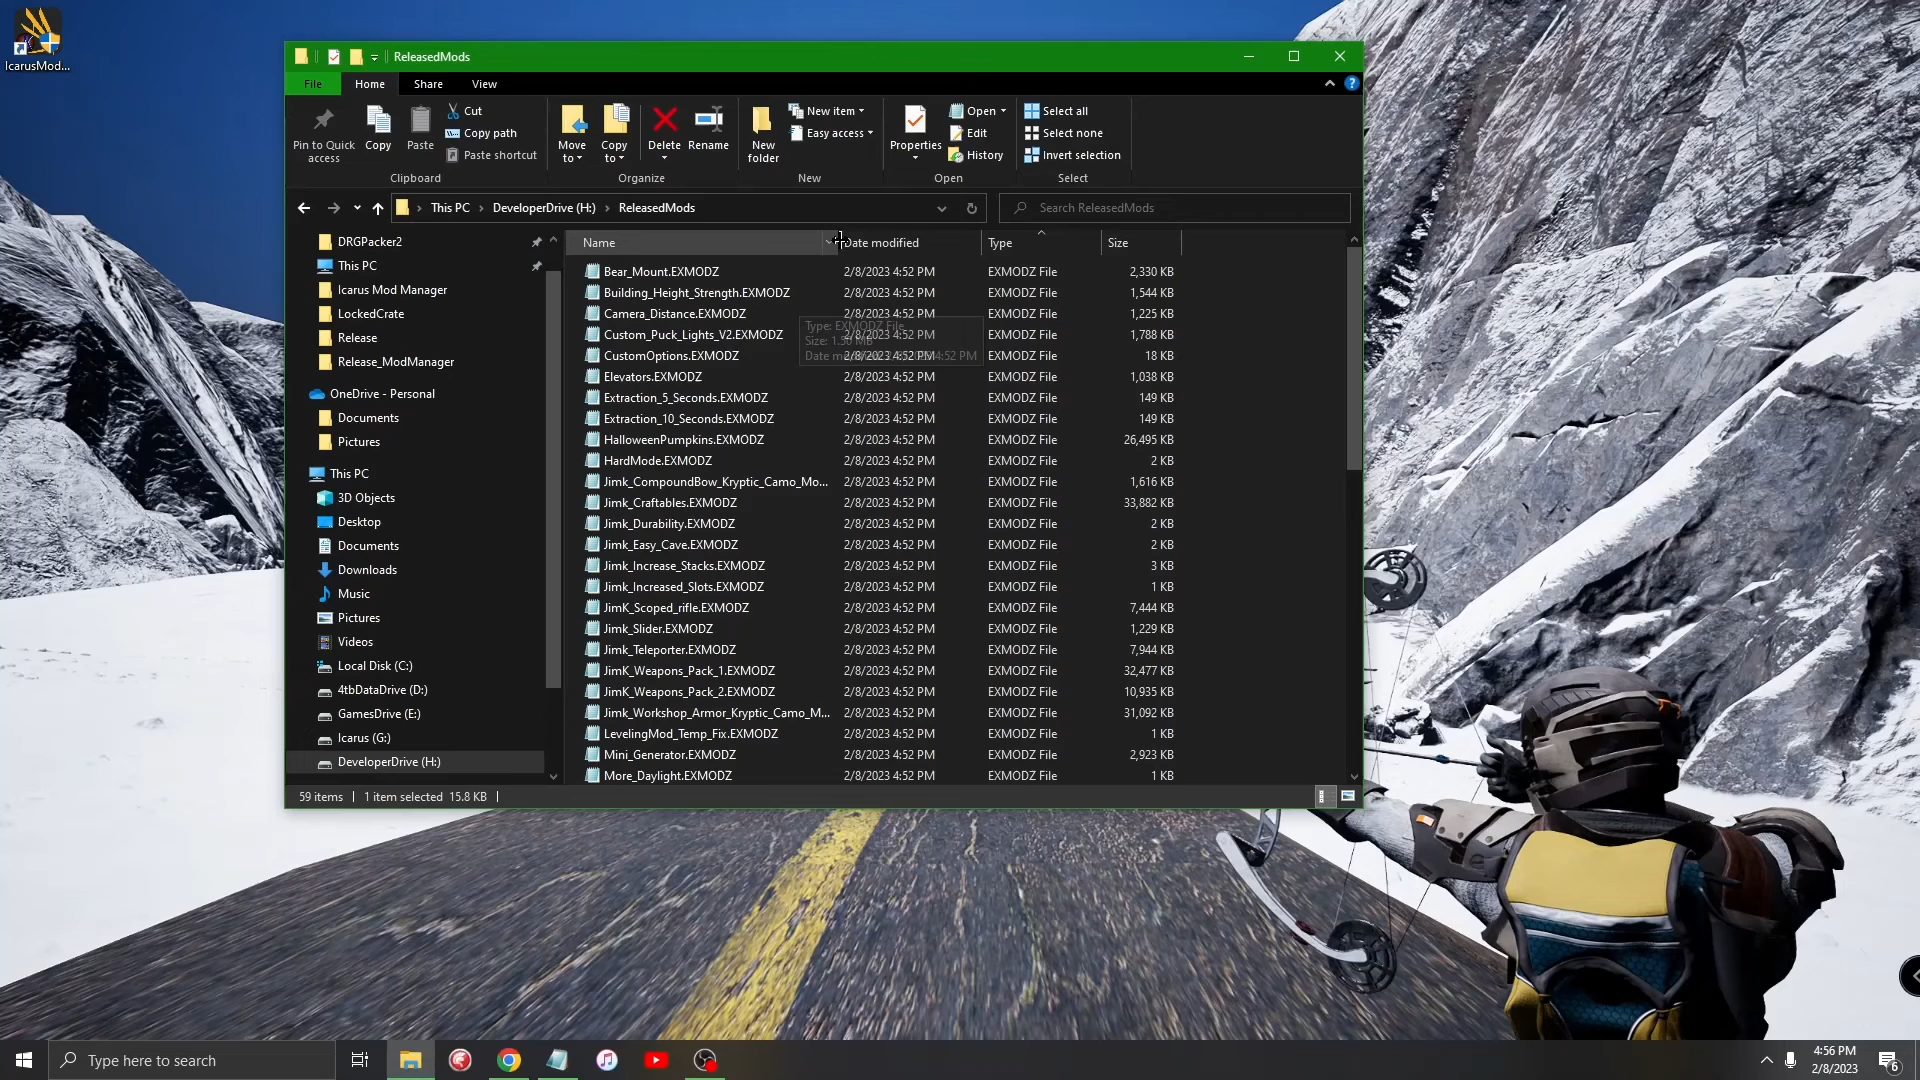 IcarusMod...
ReleasedMods
File
Home
Share
View
Pin to Quick access
Copy
Paste
Cut
Copy path
Paste shortcut
Clipboard
Move to
Copy to
Delete
Rename
Organize
New folder
New item
Easy access
New
Properties
Open
Edit
History
Open
Select all
Select none
Invert selection
Select
This PC
DeveloperDrive (H:)
ReleasedMods
Search ReleasedMods
DRGPacker2
This PC
Icarus Mod Manager
LockedCrate
Release
Release_ModManager
OneDrive - Personal
Documents
Pictures
This PC
3D Objects
Desktop
Documents
Downloads
Music
Pictures
Videos
Local Disk (C:)
4tbDataDrive (D:)
GamesDrive (E:)
Icarus (G:)
DeveloperDrive (H:)
Name Date modified Type Size
Bear_Mount.EXMODZ 2/8/2023 4:52 PM EXMODZ File 2,330 KB
Building_Height_Strength.EXMODZ 2/8/2023 4:52 PM EXMODZ File 1,544 KB
Camera_Distance.EXMODZ 2/8/2023 4:52 PM EXMODZ File 1,225 KB
Custom_Puck_Lights_V2.EXMODZ 2/8/2023 4:52 PM EXMODZ File 1,788 KB
CustomOptions.EXMODZ 2/8/2023 4:52 PM EXMODZ File 18 KB
Elevators.EXMODZ 2/8/2023 4:52 PM EXMODZ File 1,038 KB
Extraction_5_Seconds.EXMODZ 2/8/2023 4:52 PM EXMODZ File 149 KB
Extraction_10_Seconds.EXMODZ 2/8/2023 4:52 PM EXMODZ File 149 KB
HalloweenPumpkins.EXMODZ 2/8/2023 4:52 PM EXMODZ File 26,495 KB
HardMode.EXMODZ 2/8/2023 4:52 PM EXMODZ File 2 KB
Jimk_CompoundBow_Kryptic_Camo_Mo... 2/8/2023 4:52 PM EXMODZ File 1,616 KB
Jimk_Craftables.EXMODZ 2/8/2023 4:52 PM EXMODZ File 33,882 KB
Jimk_Durability.EXMODZ 2/8/2023 4:52 PM EXMODZ File 2 KB
Jimk_Easy_Cave.EXMODZ 2/8/2023 4:52 PM EXMODZ File 2 KB
Jimk_Increase_Stacks.EXMODZ 2/8/2023 4:52 PM EXMODZ File 3 KB
Jimk_Increased_Slots.EXMODZ 2/8/2023 4:52 PM EXMODZ File 1 KB
JimK_Scoped_rifle.EXMODZ 2/8/2023 4:52 PM EXMODZ File 7,444 KB
Jimk_Slider.EXMODZ 2/8/2023 4:52 PM EXMODZ File 1,229 KB
Jimk_Teleporter.EXMODZ 2/8/2023 4:52 PM EXMODZ File 7,944 KB
JimK_Weapons_Pack_1.EXMODZ 2/8/2023 4:52 PM EXMODZ File 32,477 KB
JimK_Weapons_Pack_2.EXMODZ 2/8/2023 4:52 PM EXMODZ File 10,935 KB
Jimk_Workshop_Armor_Kryptic_Camo_M... 2/8/2023 4:52 PM EXMODZ File 31,092 KB
LevelingMod_Temp_Fix.EXMODZ 2/8/2023 4:52 PM EXMODZ File 1 KB
Mini_Generator.EXMODZ 2/8/2023 4:52 PM EXMODZ File 2,923 KB
More_Daylight.EXMODZ 2/8/2023 4:52 PM EXMODZ File 1 KB
Type: EXMODZ File
59 items 1 item selected 15.8 KB
Type here to search
4:56 PM
2/8/2023
6